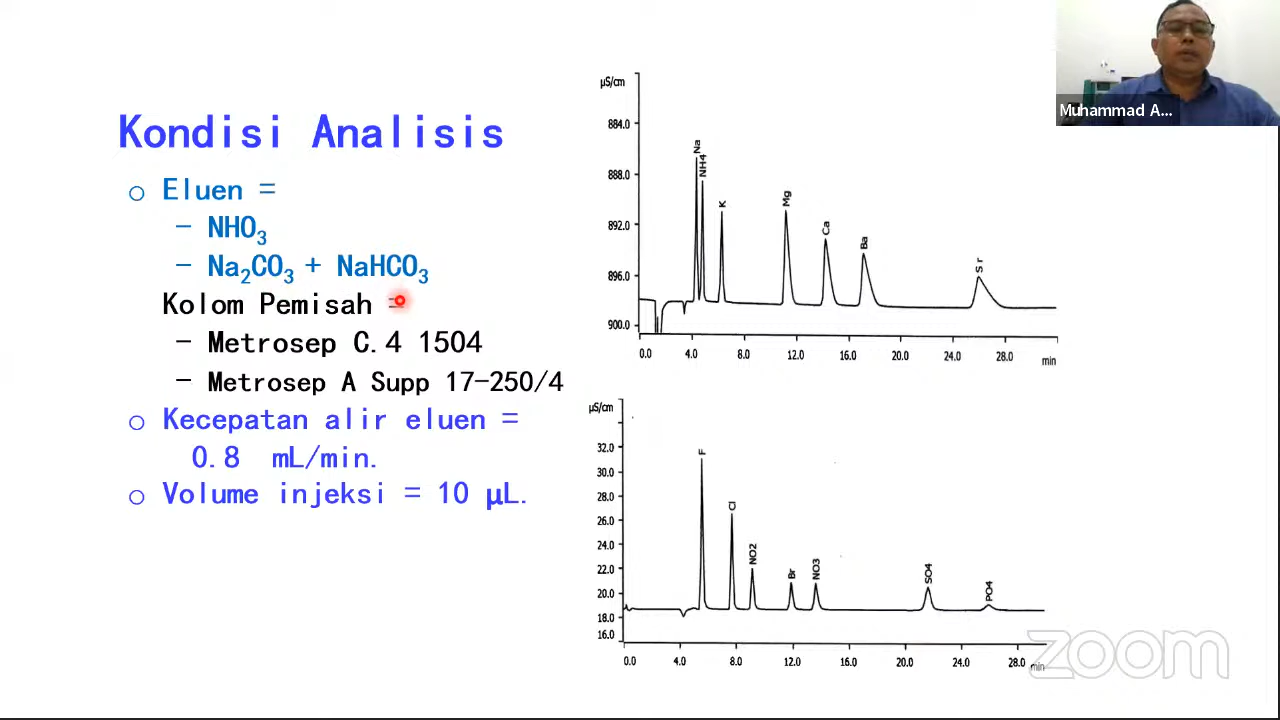 Muhammad A...
Kondisi Analisis
o Eluen =
- NHO3
- Na2CO3 + NaHCO3
Kolom Pemisah =
- Metrosep C.4 1504
- Metrosep A Supp 17-250/4
o Kecepatan alir eluen =
0.8 mL/min.
o Volume injeksi = 10 µL.
µS/cm
884.0
888.0
892.0
896.0
900.0
Na
NH4
K
Mg
Ca
Ba
Sr
0.0 4.0 8.0 12.0 16.0 20.0 24.0 28.0 min
µS/cm
32.0
30.0
28.0
26.0
24.0
22.0
20.0
18.0
16.0
F
Cl
NO2
Br
NO3
SO4
PO4
0.0 4.0 8.0 12.0 16.0 20.0 24.0 28.0 min
zoom